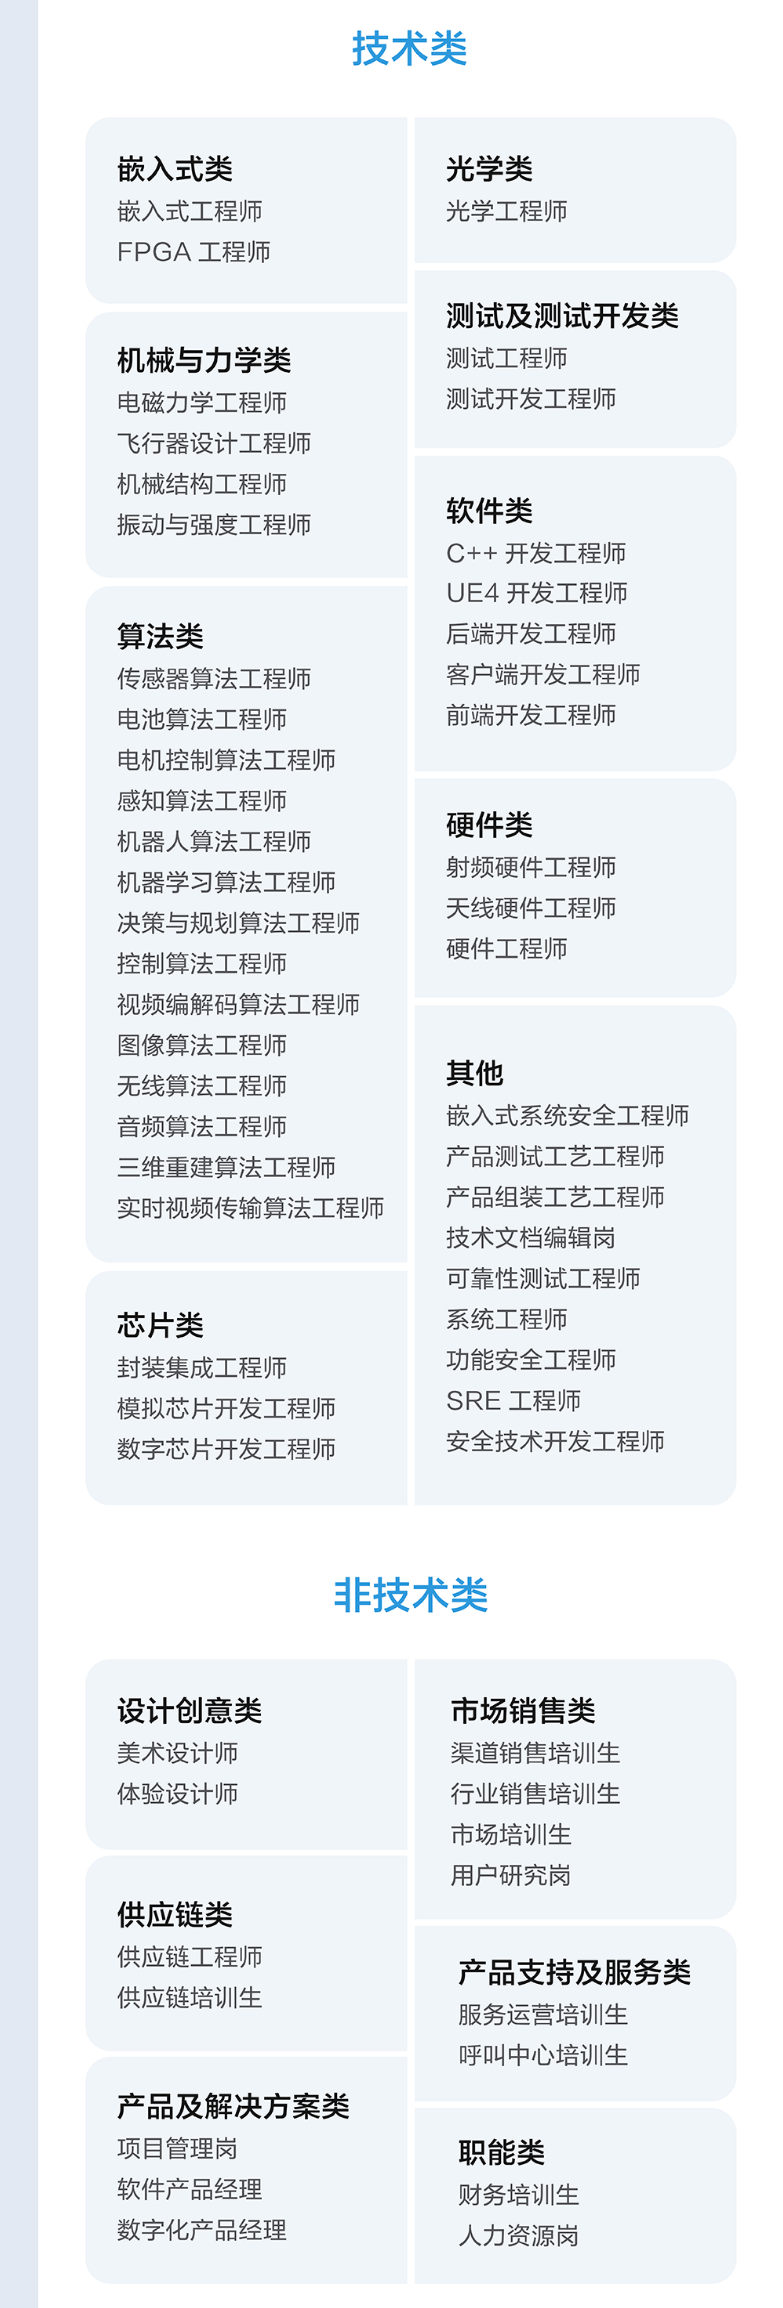 技术类
嵌入式类
嵌入式工程师
FPGA 工程师
机械与力学类
电磁力学工程师
飞行器设计工程师
机械结构工程师
振动与强度工程师
算法类
传感器算法工程师
电池算法工程师
电机控制算法工程师
感知算法工程师
机器人算法工程师
机器学习算法工程师
决策与规划算法工程师
控制算法工程师
视频编解码算法工程师
图像算法工程师
无线算法工程师
音频算法工程师
三维重建算法工程师
实时视频传输算法工程师
芯片类
封装集成工程师
模拟芯片开发工程师
数字芯片开发工程师
光学类
光学工程师
测试及测试开发类
测试工程师
测试开发工程师
软件类
C++ 开发工程师
UE4 开发工程师
后端开发工程师
客户端开发工程师
前端开发工程师
硬件类
射频硬件工程师
天线硬件工程师
硬件工程师
其他
嵌入式系统安全工程师
产品测试工艺工程师
产品组装工艺工程师
技术文档编辑岗
可靠性测试工程师
系统工程师
功能安全工程师
SRE 工程师
安全技术开发工程师
非技术类
设计创意类
美术设计师
体验设计师
供应链类
供应链工程师
供应链培训生
产品及解决方案类
项目管理岗
软件产品经理
数字化产品经理
市场销售类
渠道销售培训生
行业销售培训生
市场培训生
用户研究岗
产品支持及服务类
服务运营培训生
呼叫中心培训生
职能类
财务培训生
人力资源岗